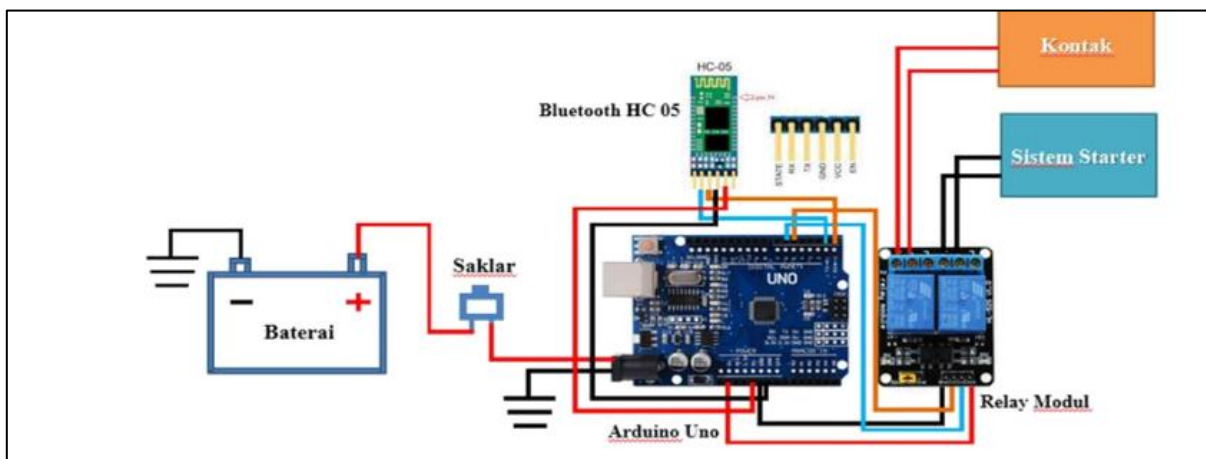 Kontak
HC-05
Bluetooth HC 05
Sistem Starter
STATE
RX
TX
GND
VCC
EN
Saklar
UNO
Baterai
Relay Modul
Arduino Uno